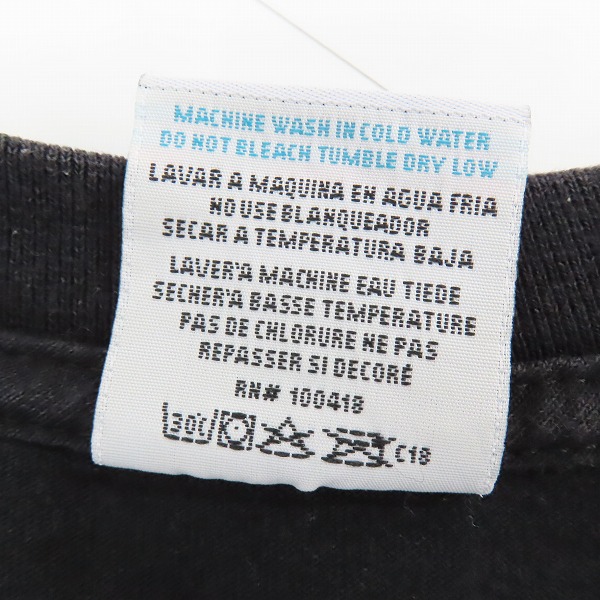 MACHINE WASH IN COLD WATER
DO NOT BLEACH TUMBLE DRY LOW
LAVAR A MAQUINA EN AGUA FRIA
NO USE BLANQUEADOR
SECAR A TEMPERATURA BAJA
LAVER'A MACHINE EAU TIEDE
SECHER'A BASSE TEMPERATURE
PAS DE CHLORURE NE PAS
REPASSER SI DECORÉ
RN# 100418
30 C18